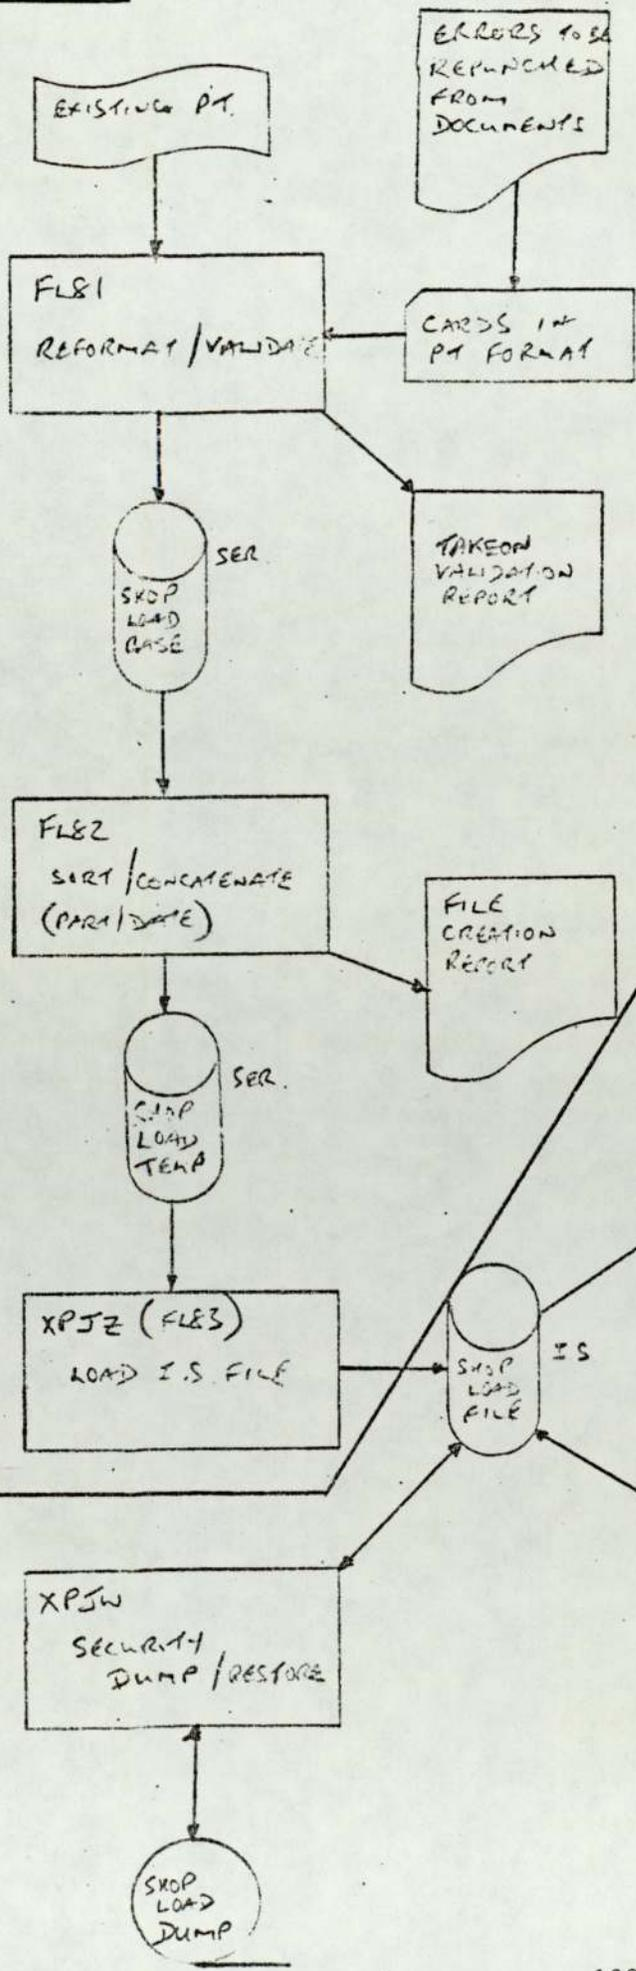 EXISTING PT.
ERRORS TO BE
REPUNCHED
FROM
DOCUMENTS
FL81
REFORMAT/VALIDATE
CARDS IN
PT FORMAT
SER.
SHOP
LOAD
BASE
TAKEON
VALIDATION
REPORT
FL82
SORT/CONCATENATE
(PART/DATE)
FILE
CREATION
REPORT
SER.
SHOP
LOAD
TEMP
XPJZ (FL83)
LOAD I.S. FILE
SHOP
LOAD
FILE
IS
XPJW
SECURITY
DUMP/RESTORE
SHOP
LOAD
DUMP